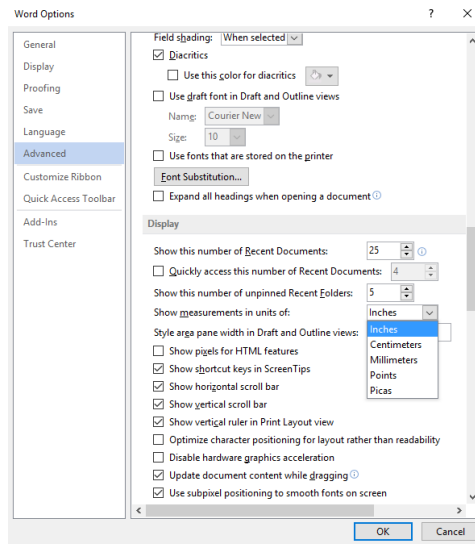 Word Options
? ×
General
Display
Proofing
Save
Language
Advanced
Customize Ribbon
Quick Access Toolbar
Add-Ins
Trust Center
Field shading: When selected
Diacritics
Use this color for diacritics
Use draft font in Draft and Outline views
Name: Courier New
Size: 10
Use fonts that are stored on the printer
Font Substitution...
Expand all headings when opening a document
Display
Show this number of Recent Documents: 25
Quickly access this number of Recent Documents: 4
Show this number of unpinned Recent Folders: 5
Show measurements in units of: Inches
Style area pane width in Draft and Outline views:
Inches
Centimeters
Millimeters
Points
Picas
Show pixels for HTML features
Show shortcut keys in ScreenTips
Show horizontal scroll bar
Show vertical scroll bar
Show vertical ruler in Print Layout view
Optimize character positioning for layout rather than readability
Disable hardware graphics acceleration
Update document content while dragging
Use subpixel positioning to smooth fonts on screen
OK Cancel